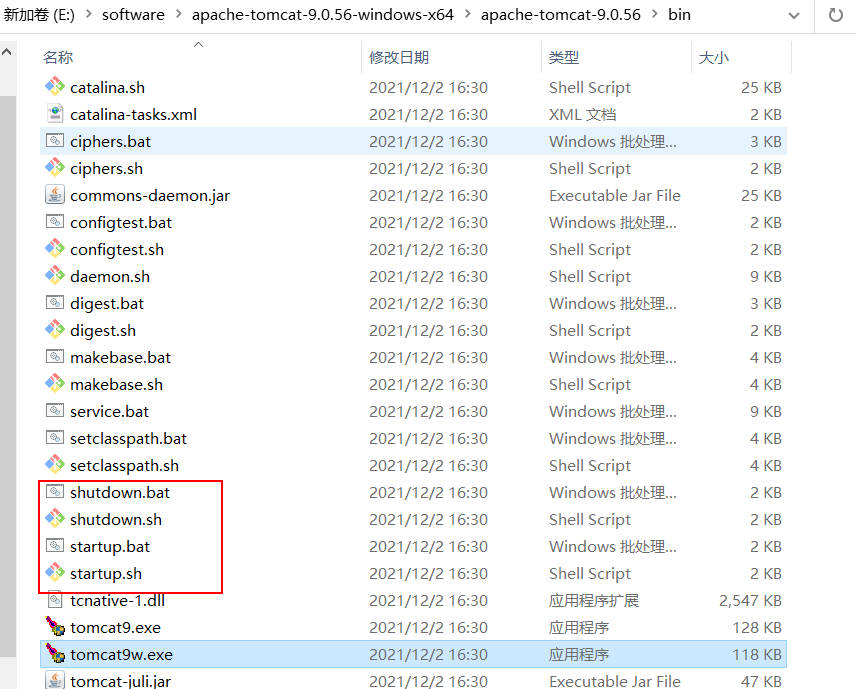 新加卷 (E:) > software > apache-tomcat-9.0.56-windows-x64 > apache-tomcat-9.0.56 > bin
名称 修改日期 类型 大小
catalina.sh 2021/12/2 16:30 Shell Script 25 KB
catalina-tasks.xml 2021/12/2 16:30 XML 文档 2 KB
ciphers.bat 2021/12/2 16:30 Windows 批处理... 3 KB
ciphers.sh 2021/12/2 16:30 Shell Script 2 KB
commons-daemon.jar 2021/12/2 16:30 Executable Jar File 25 KB
configtest.bat 2021/12/2 16:30 Windows 批处理... 2 KB
configtest.sh 2021/12/2 16:30 Shell Script 2 KB
daemon.sh 2021/12/2 16:30 Shell Script 9 KB
digest.bat 2021/12/2 16:30 Windows 批处理... 3 KB
digest.sh 2021/12/2 16:30 Shell Script 2 KB
makebase.bat 2021/12/2 16:30 Windows 批处理... 4 KB
makebase.sh 2021/12/2 16:30 Shell Script 4 KB
service.bat 2021/12/2 16:30 Windows 批处理... 9 KB
setclasspath.bat 2021/12/2 16:30 Windows 批处理... 4 KB
setclasspath.sh 2021/12/2 16:30 Shell Script 4 KB
shutdown.bat 2021/12/2 16:30 Windows 批处理... 2 KB
shutdown.sh 2021/12/2 16:30 Shell Script 2 KB
startup.bat 2021/12/2 16:30 Windows 批处理... 2 KB
startup.sh 2021/12/2 16:30 Shell Script 2 KB
tcnative-1.dll 2021/12/2 16:30 应用程序扩展 2,547 KB
tomcat9.exe 2021/12/2 16:30 应用程序 128 KB
tomcat9w.exe 2021/12/2 16:30 应用程序 118 KB
tomcat-juli.jar 2021/12/2 16:30 Executable Jar File 47 KB